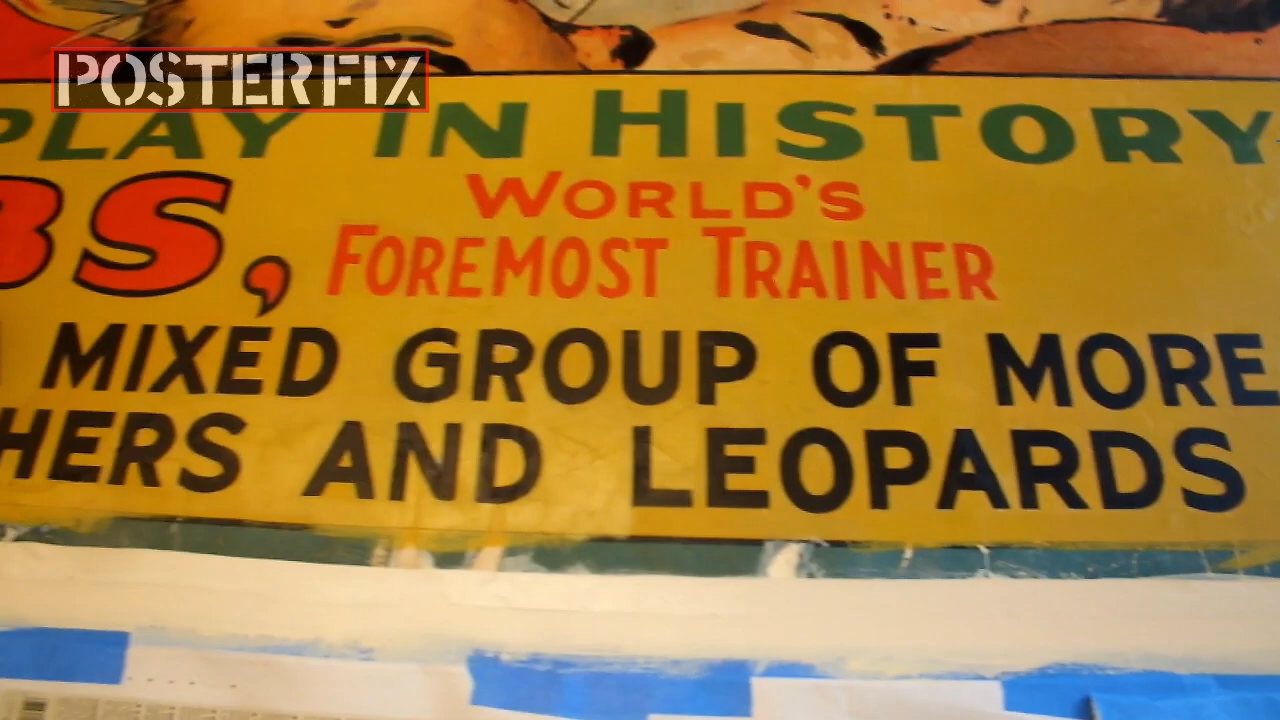 POSTERFIX
PLAY IN HISTORY
BS, WORLD'S
FOREMOST TRAINER
MIXED GROUP OF MORE
HERS AND LEOPARDS